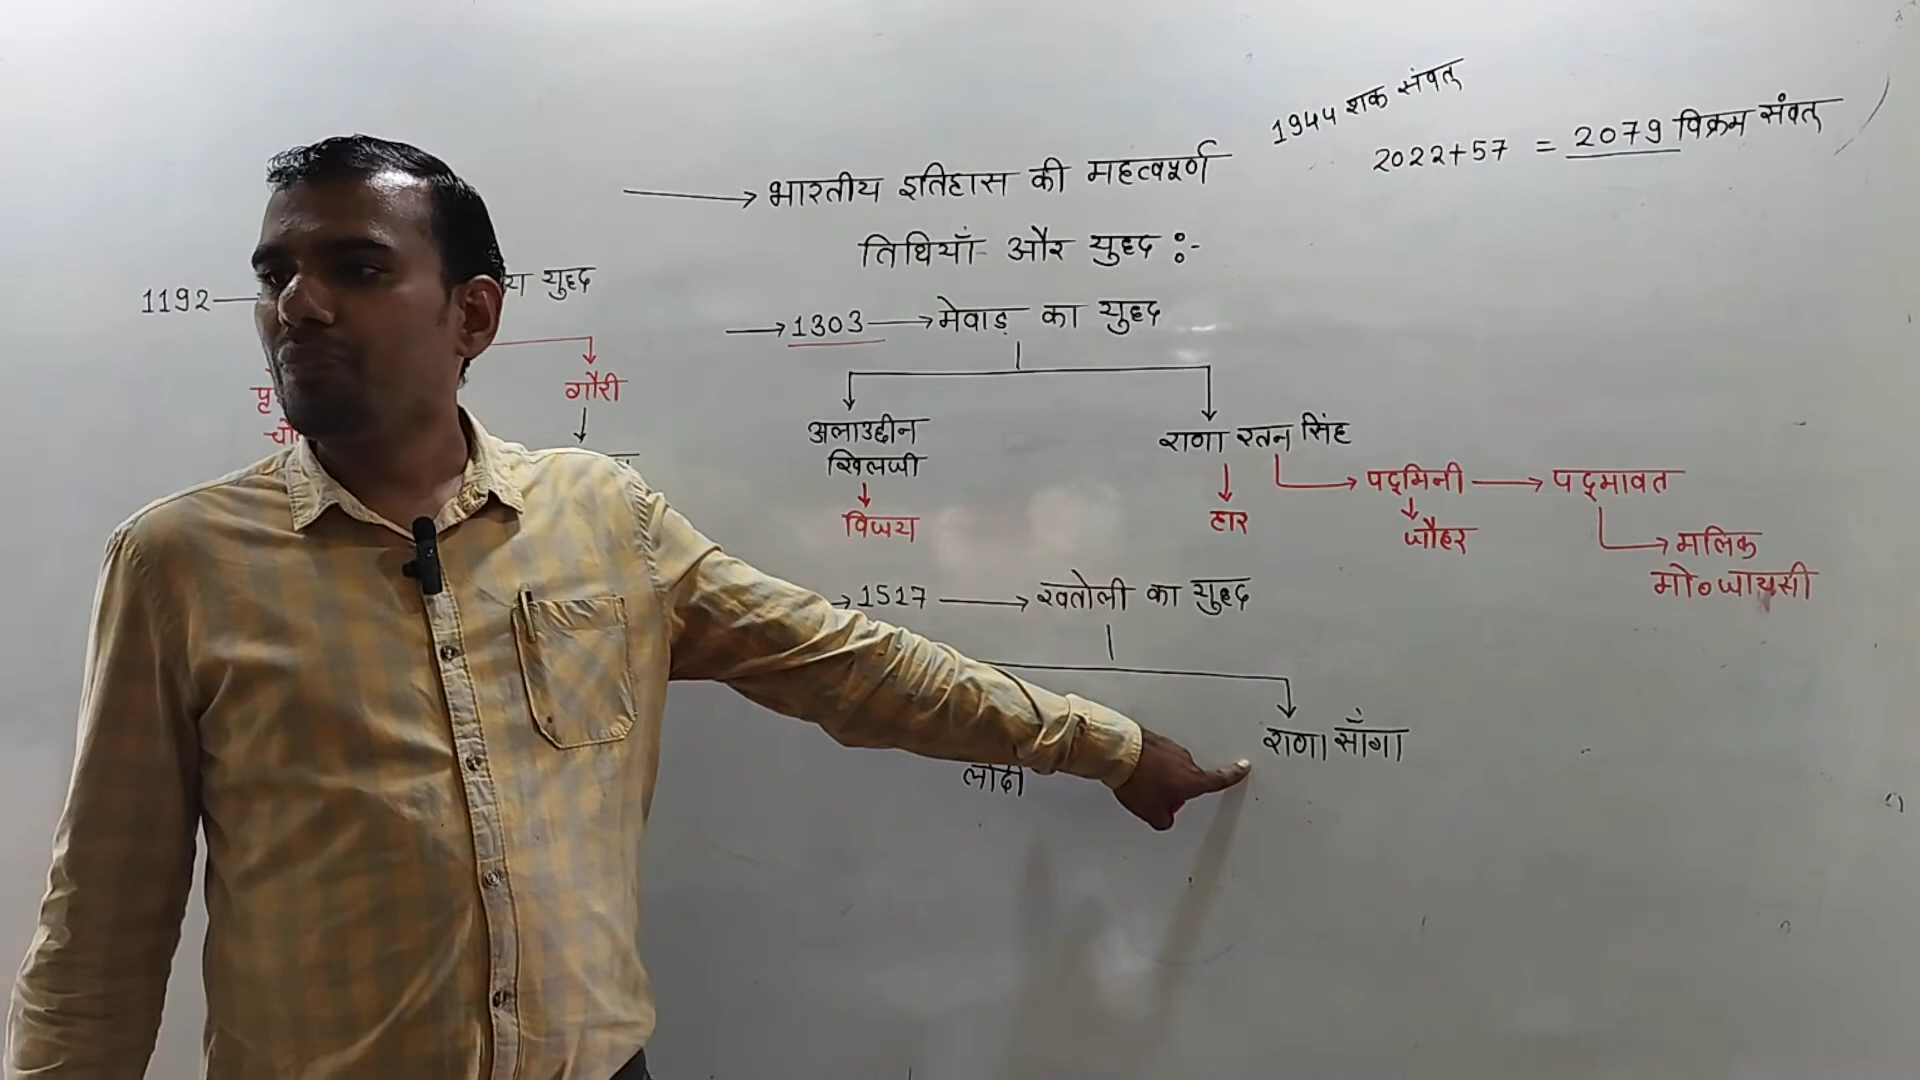 1944 शक संवत्
2022+57 = 2079 विक्रम संवत्
भारतीय इतिहास की महत्वपूर्ण
तिथियाँ और युद्ध :-
1192
युद्ध
गौरी
1303 मेवाड़ का युद्ध
अलाउद्दीन
खिलजी
विजय
राणा रतन सिंह
हार
पद्मिनी
जौहर
पद्मावत
मलिक
मो० जायसी
1517 खतोली का युद्ध
लोदी
राणा साँगा